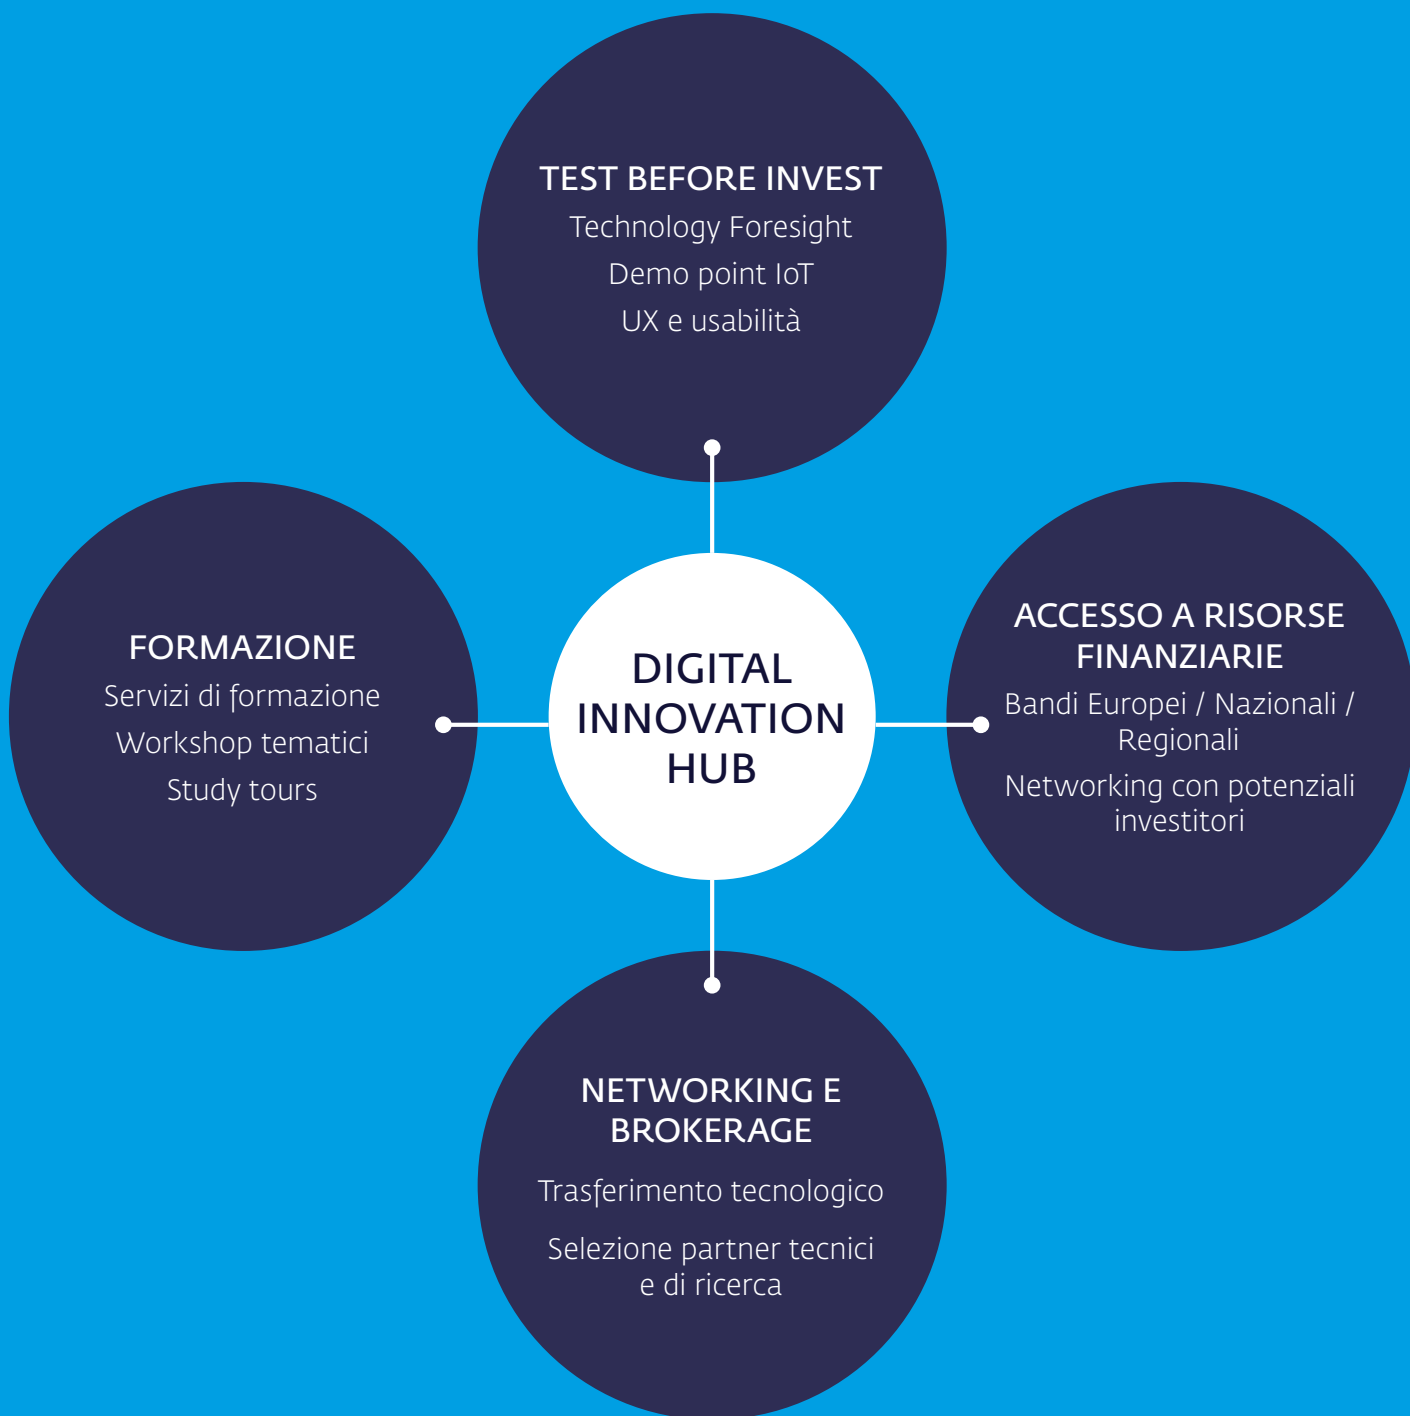 TEST BEFORE INVEST
Technology Foresight
Demo point IoT
UX e usabilità
FORMAZIONE
Servizi di formazione
Workshop tematici
Study tours
DIGITAL
INNOVATION
HUB
ACCESSO A RISORSE
FINANZIARIE
Bandi Europei / Nazionali /
Regionali
Networking con potenziali
investitori
NETWORKING E
BROKERAGE
Trasferimento tecnologico
Selezione partner tecnici
e di ricerca